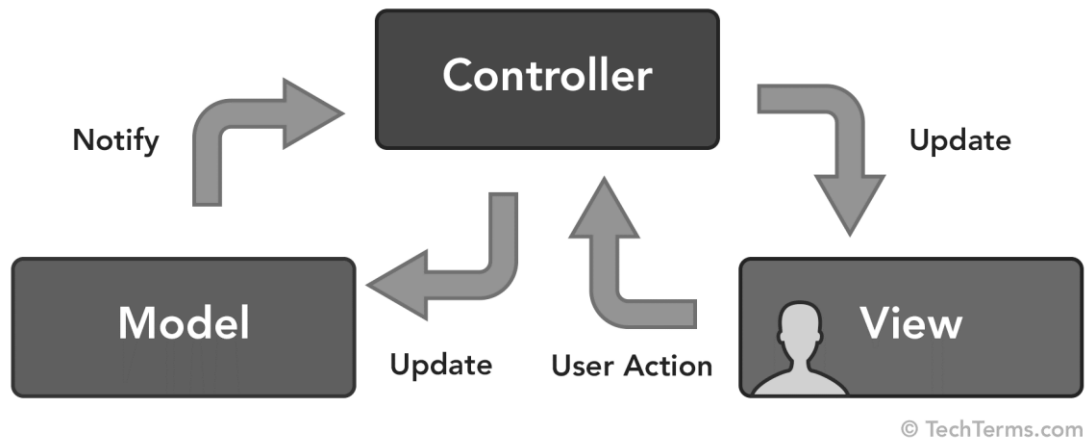 Controller
Notify
Update
Model
View
Update
User Action
© TechTerms.com